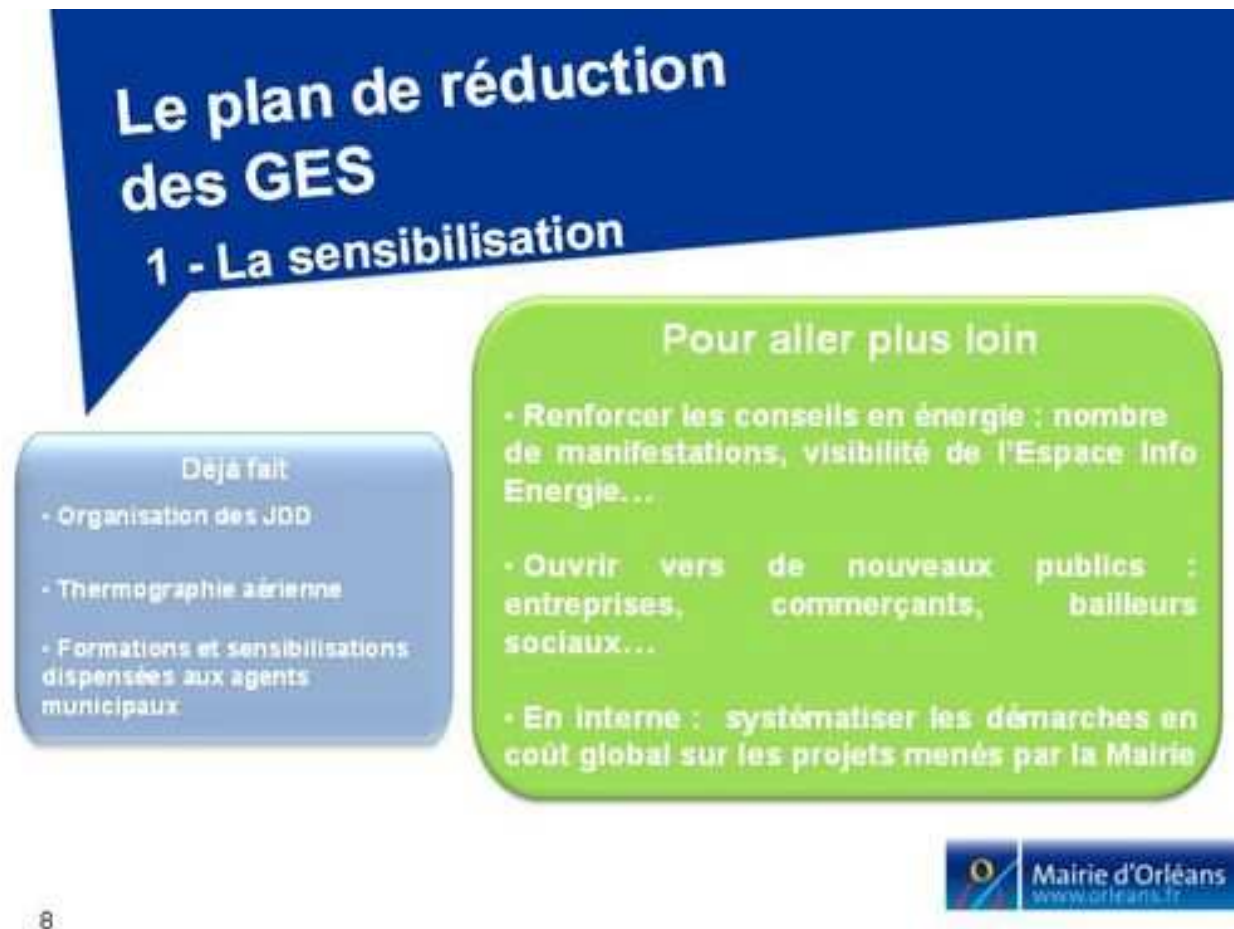 Le plan de réduction
des GES
1 - La sensibilisation
Déjà fait
- Organisation des JDD
- Thermographie aérienne
- Formations et sensibilisations
dispensées aux agents
municipaux
Pour aller plus loin
- Renforcer les conseils en énergie : nombre
de manifestations, visibilité de l'Espace Info
Energie...
- Ouvrir vers de nouveaux publics :
entreprises, commerçants, bailleurs
sociaux...
- En interne : systématiser les démarches en
coût global sur les projets menés par la Mairie
Mairie d'Orléans
www.orleans.fr
8